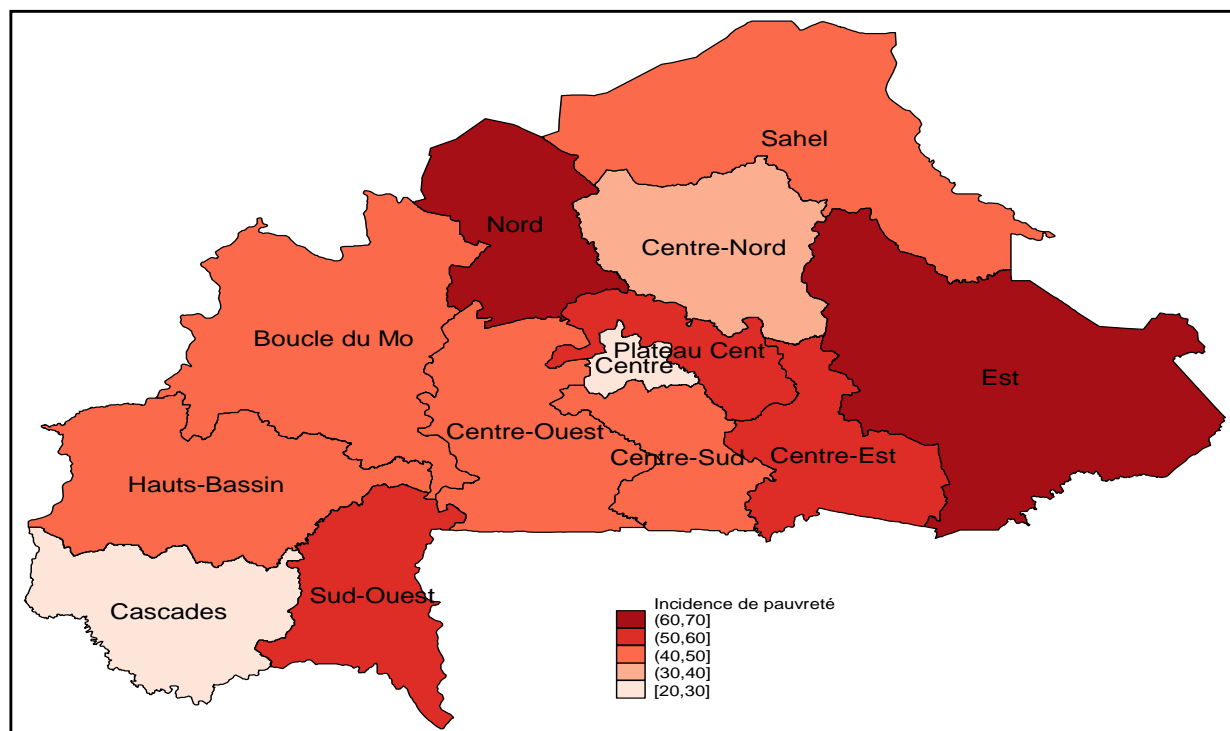 Sahel
Nord
Centre-Nord
Boucle du Mo
Plateau Cent
Centre
Est
Centre-Ouest
Centre-Sud
Centre-Est
Hauts-Bassin
Sud-Ouest
Cascades
Incidence de pauvreté
(60,70]
(50,60]
(40,50]
(30,40]
[20,30]